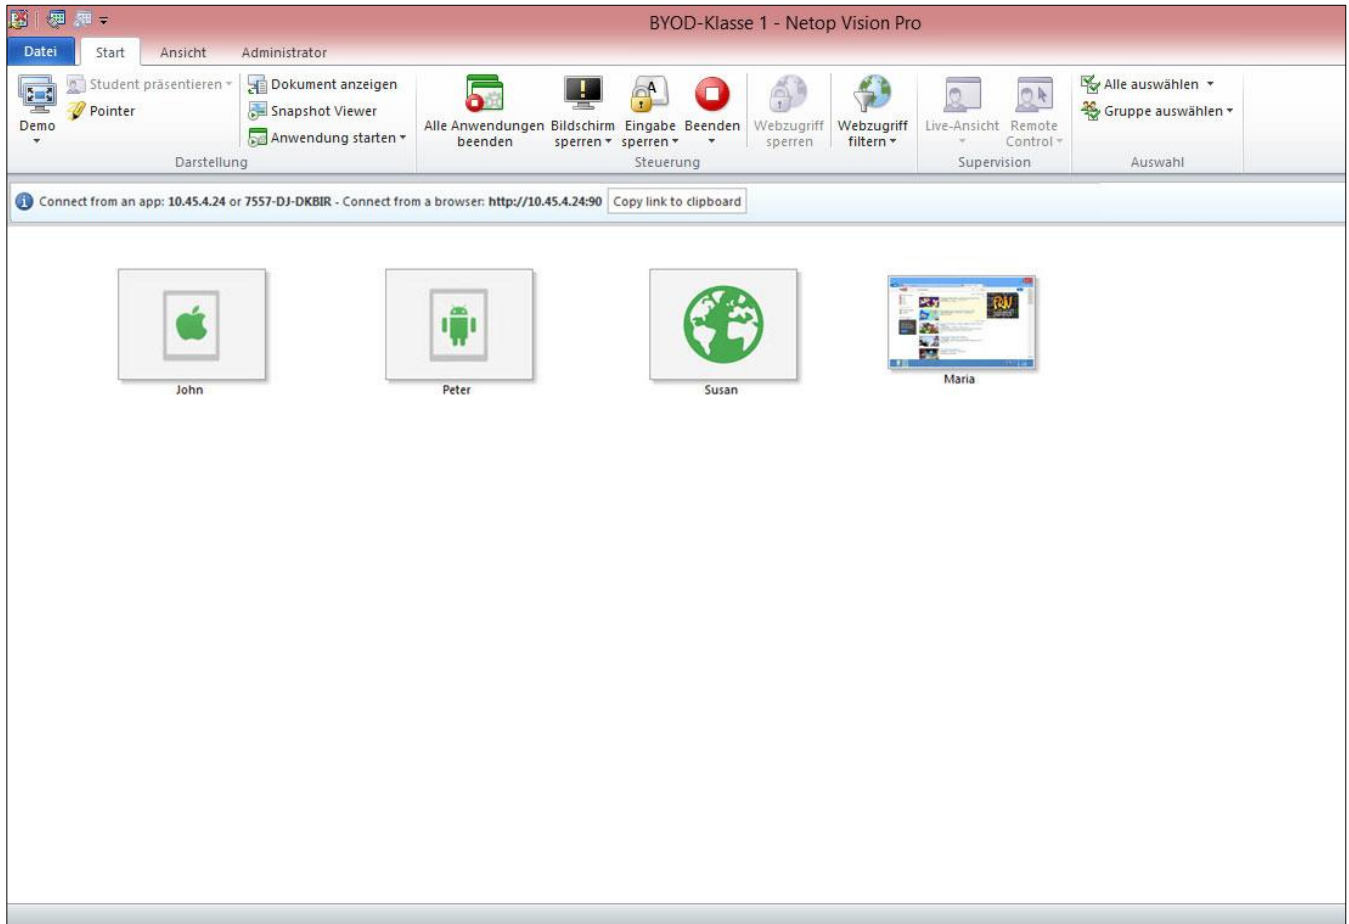 BYOD-Klasse 1 - Netop Vision Pro
Datei Start Ansicht Administrator
Student präsentieren Dokument anzeigen Alle auswählen
Pointer Snapshot Viewer Gruppe auswählen
Demo Anwendung starten Alle Anwendungen beenden Bildschirm sperren Eingabe sperren Beenden Webzugriff sperren Webzugriff filtern Live-Ansicht Remote Control
Darstellung Steuerung Supervision Auswahl
Connect from an app: 10.45.4.24 or 7557-DJ-DKBIR - Connect from a browser: http://10.45.4.24:90 Copy link to clipboard
John Peter Susan Maria